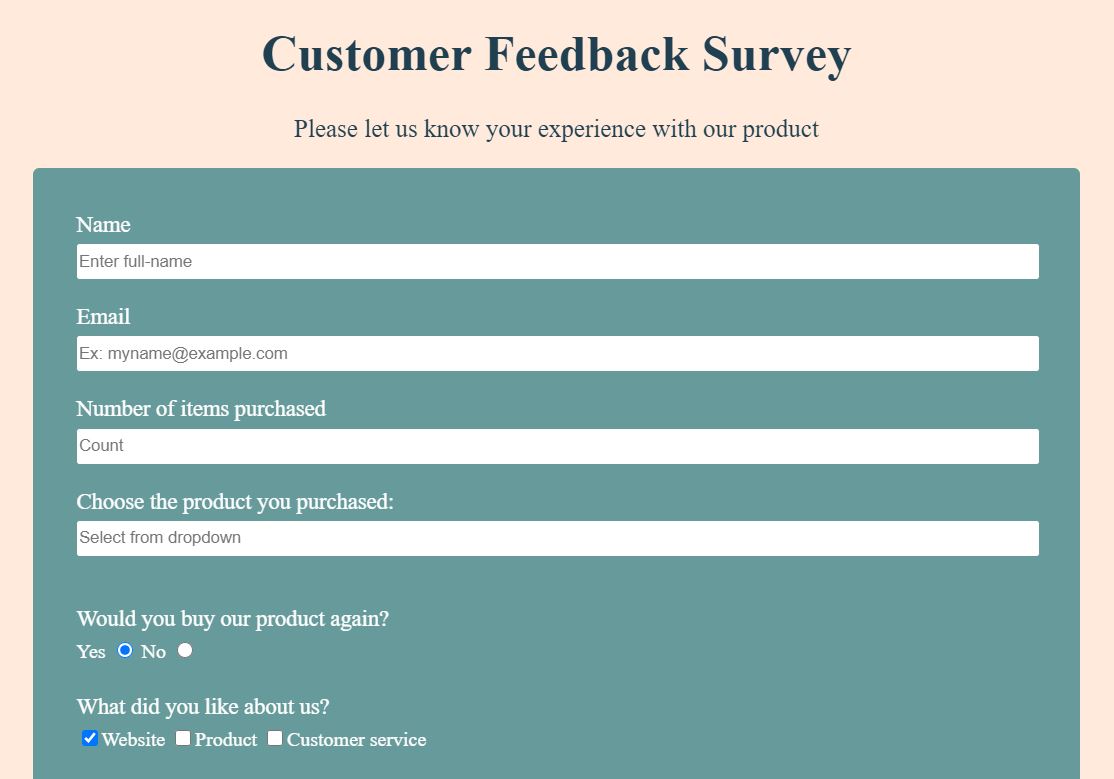 Customer Feedback Survey
Please let us know your experience with our product
Name
Enter full-name
Email
Ex: myname@example.com
Number of items purchased
Count
Choose the product you purchased:
Select from dropdown
Would you buy our product again?
Yes No
What did you like about us?
Website Product Customer service